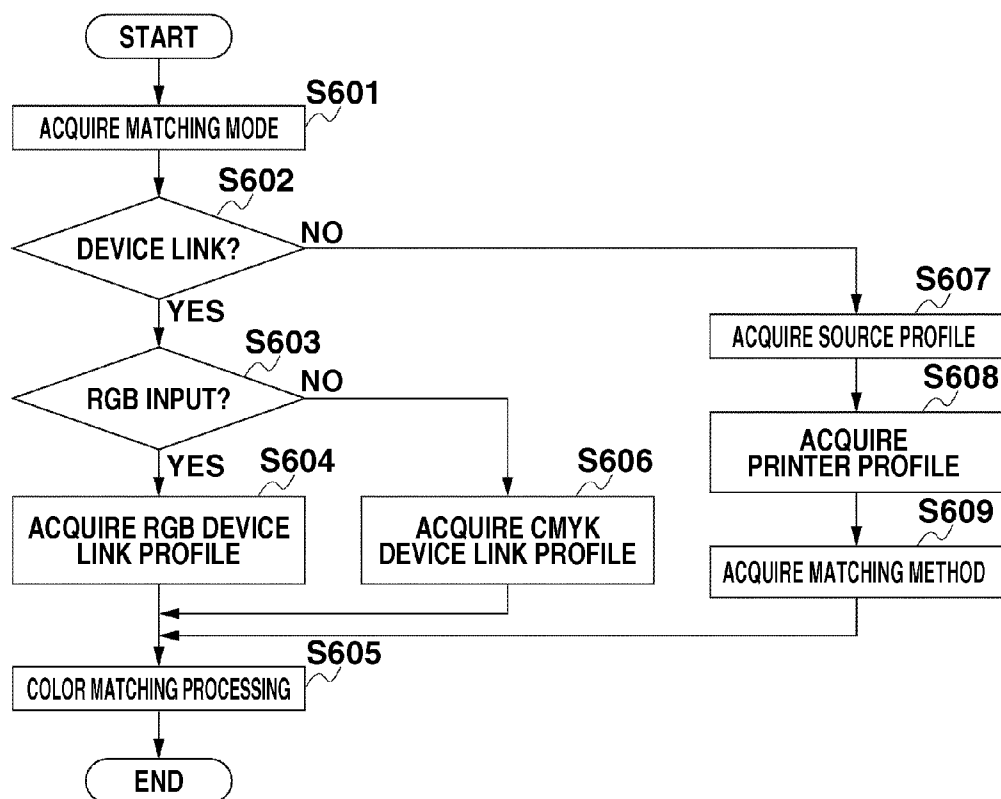 START
S601
ACQUIRE MATCHING MODE
S602
DEVICE LINK?
NO
YES
S603
RGB INPUT?
NO
YES
S604
ACQUIRE RGB DEVICE
LINK PROFILE
S606
ACQUIRE CMYK
DEVICE LINK PROFILE
S607
ACQUIRE SOURCE PROFILE
S608
ACQUIRE
PRINTER PROFILE
S609
ACQUIRE MATCHING METHOD
S605
COLOR MATCHING PROCESSING
END